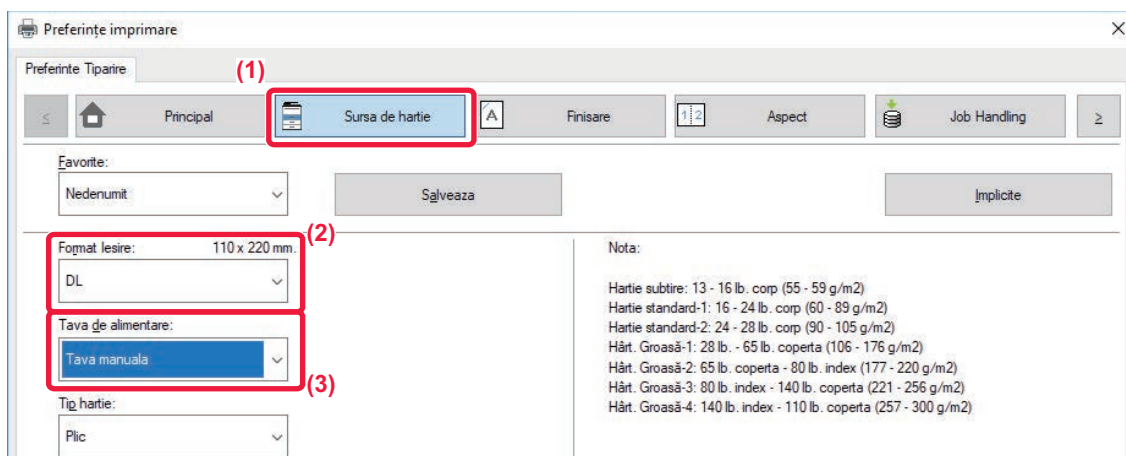 Preferințe imprimare
Preferinte Tiparire
(1)
< Principal Sursa de hartie A Finisare 1 2 Aspect Job Handling >
Favorite:
Nedenumit Salveaza Implicite
(2)
Format Iesire: 110 x 220 mm.
DL
Tava de alimentare:
Tava manuala
(3)
Tip hartie:
Plic
Nota:
Hartie subtire: 13 - 16 lb. corp (55 - 59 g/m2)
Hartie standard-1: 16 - 24 lb. corp (60 - 89 g/m2)
Hartie standard-2: 24 - 28 lb. corp (90 - 105 g/m2)
Hârt. Groasă-1: 28 lb. - 65 lb. coperta (106 - 176 g/m2)
Hârt. Groasă-2: 65 lb. coperta - 80 lb. index (177 - 220 g/m2)
Hârt. Groasă-3: 80 lb. index - 140 lb. coperta (221 - 256 g/m2)
Hârt. Groasă-4: 140 lb. index - 110 lb. coperta (257 - 300 g/m2)